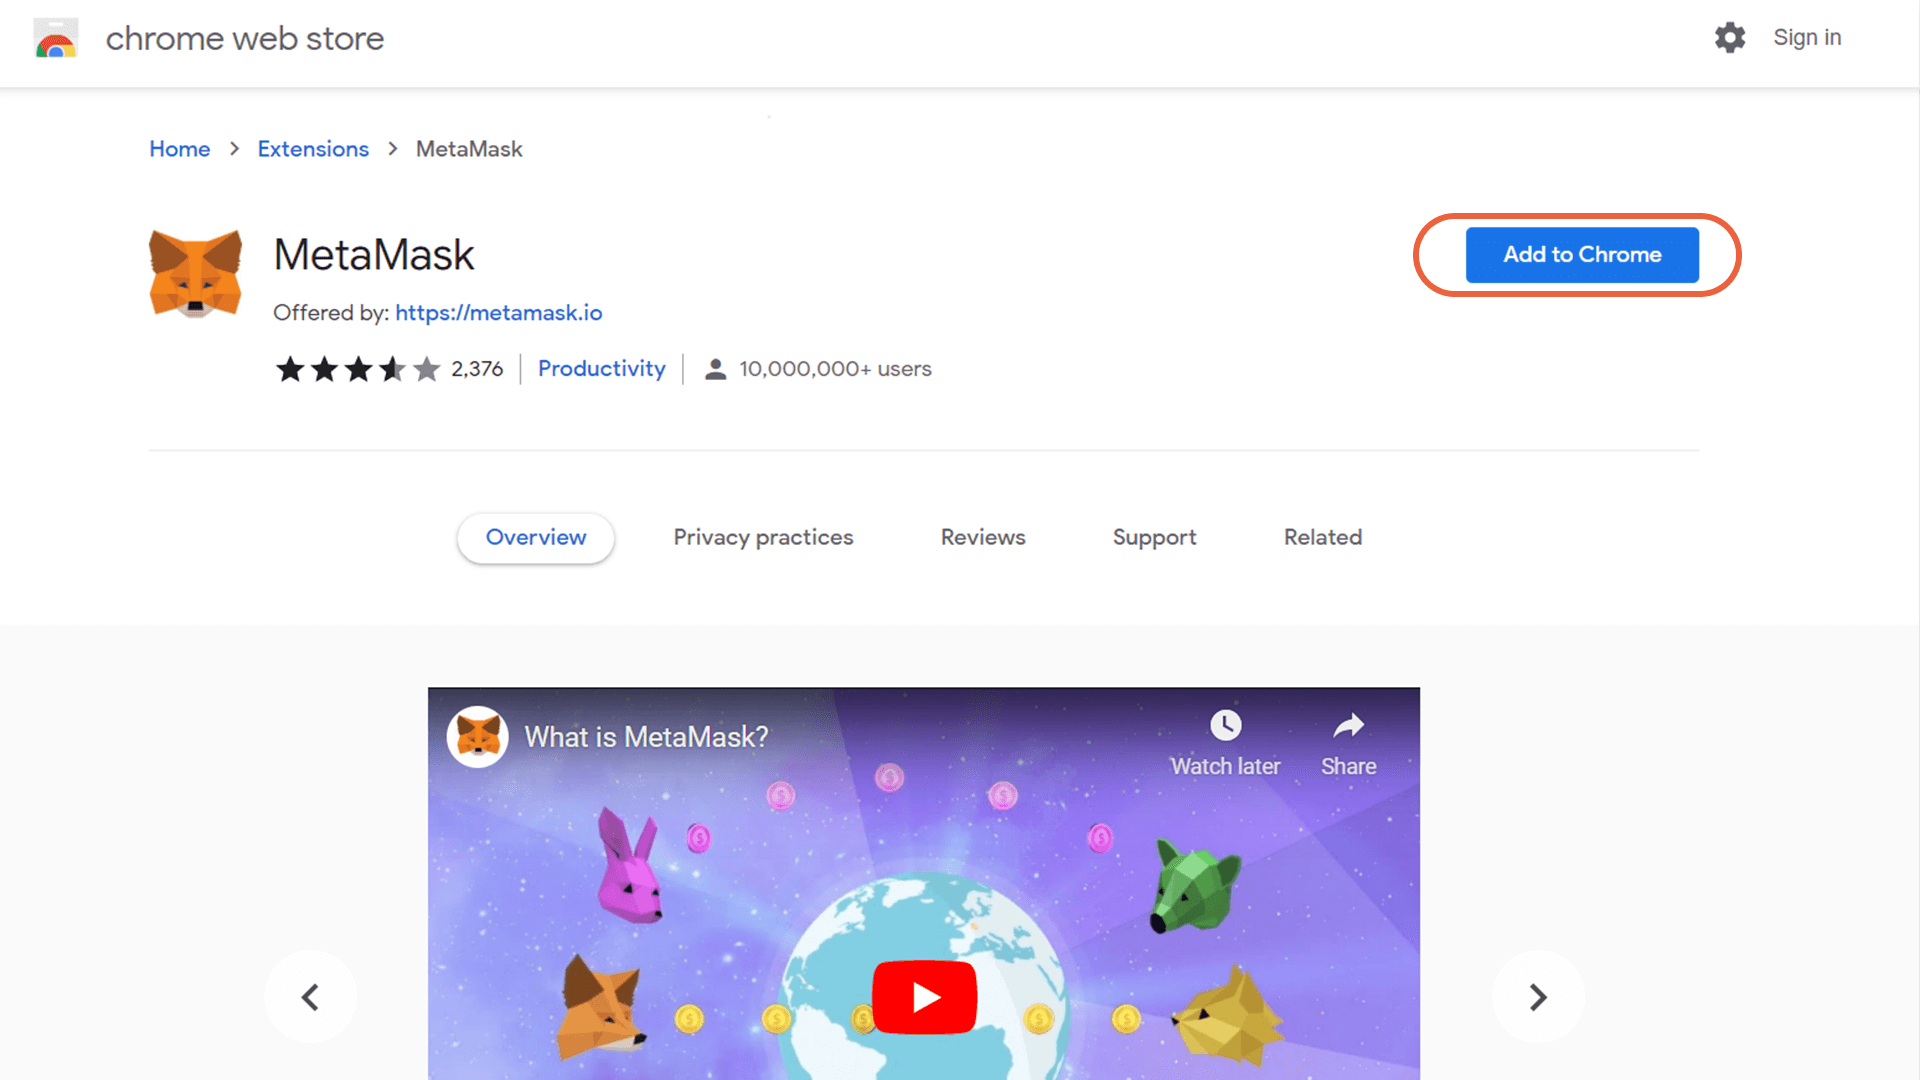 chrome web store
Sign in
Home > Extensions > MetaMask
MetaMask
Add to Chrome
Offered by: https://metamask.io
2,376 | Productivity | 10,000,000+ users
Overview Privacy practices Reviews Support Related
What is MetaMask?
Watch later Share